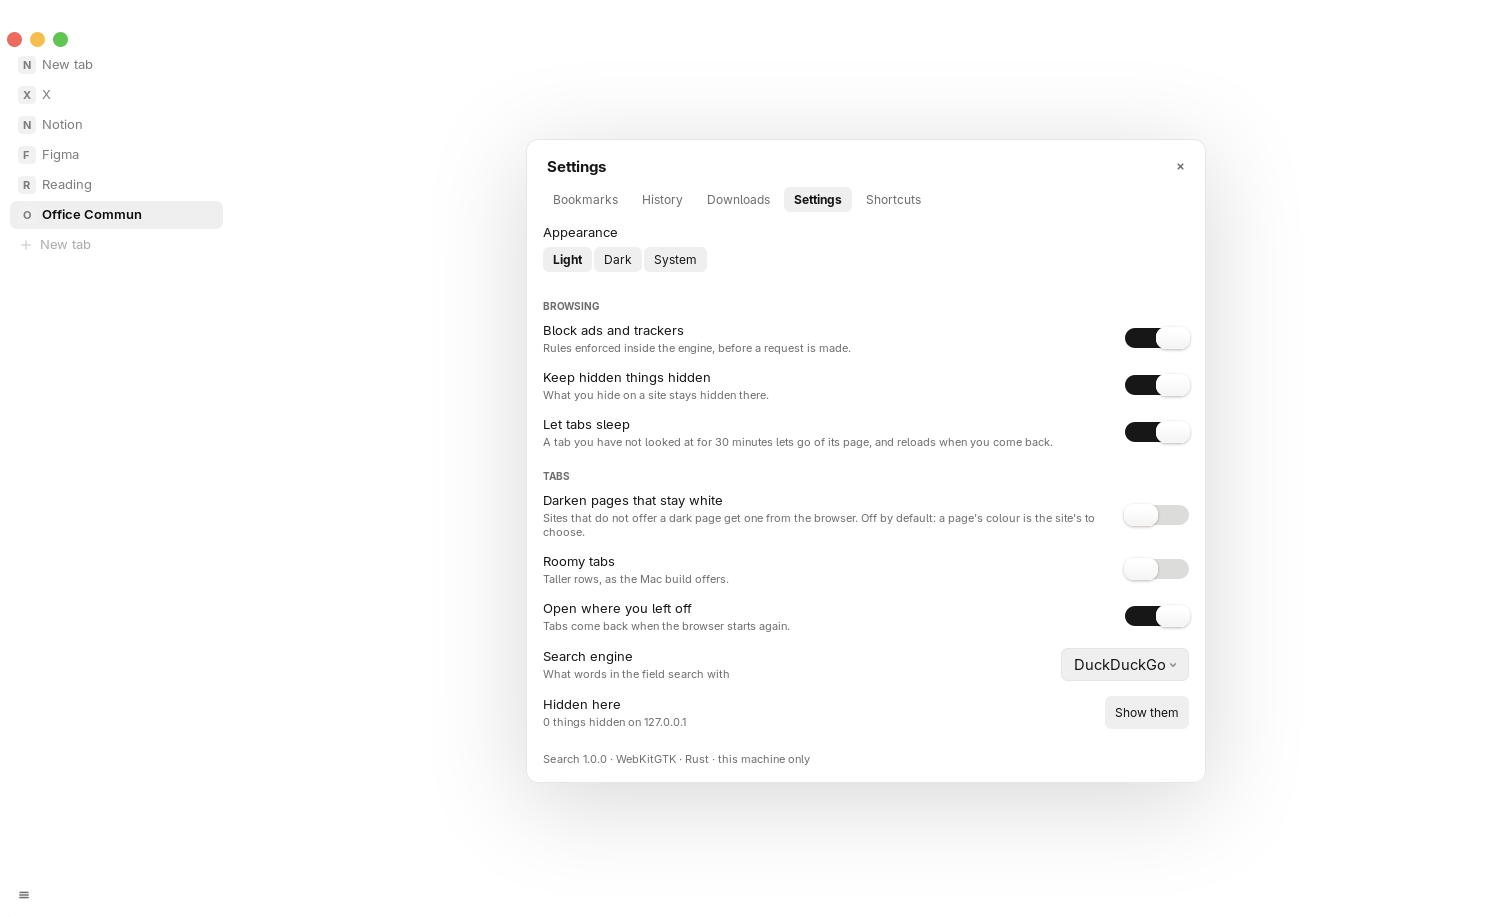 N New tab
X X
N Notion
F Figma
R Reading
O Office Commun
+ New tab
Settings
×
Bookmarks History Downloads Settings Shortcuts
Appearance
Light Dark System
BROWSING
Block ads and trackers
Rules enforced inside the engine, before a request is made.
Keep hidden things hidden
What you hide on a site stays hidden there.
Let tabs sleep
A tab you have not looked at for 30 minutes lets go of its page, and reloads when you come back.
TABS
Darken pages that stay white
Sites that do not offer a dark page get one from the browser. Off by default: a page's colour is the site's to
choose.
Roomy tabs
Taller rows, as the Mac build offers.
Open where you left off
Tabs come back when the browser starts again.
Search engine
What words in the field search with
DuckDuckGo
Hidden here
0 things hidden on 127.0.0.1
Show them
Search 1.0.0 · WebKitGTK · Rust · this machine only